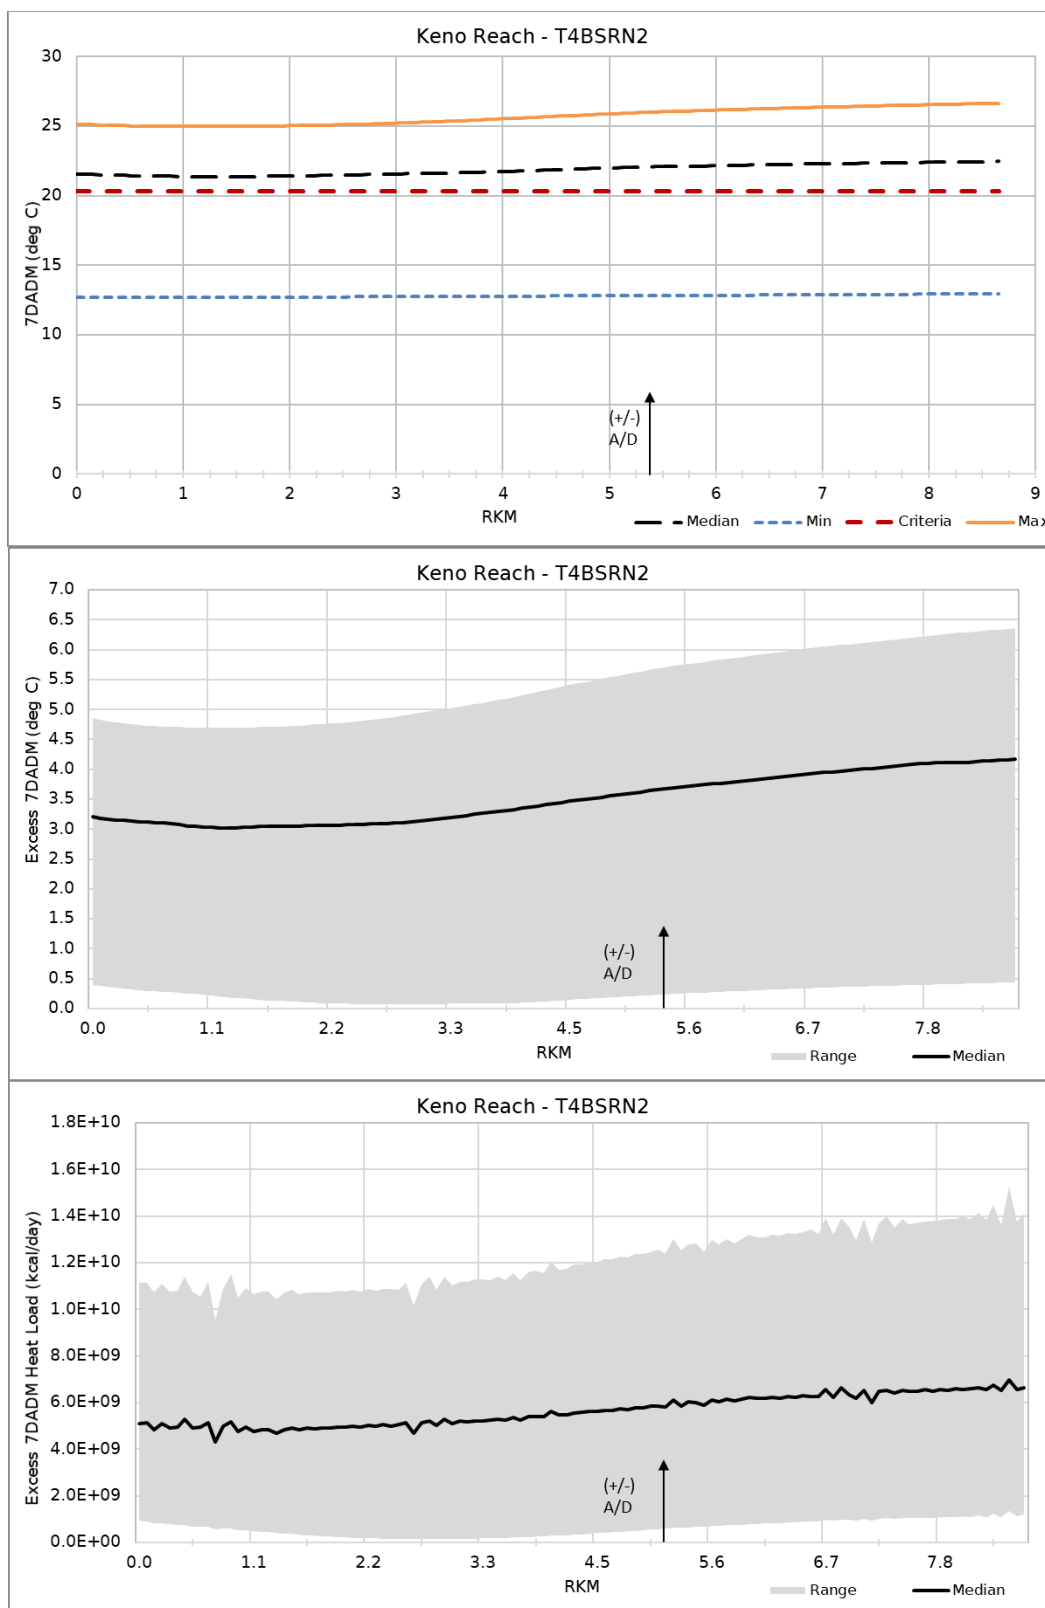 Keno Reach - T4BSRN2
30
25
20
15
10
5
0
7DADM (deg C)
(+/-)
A/D
0 1 2 3 4 5 6 7 8 9
RKM
Median Min Criteria Max
Keno Reach - T4BSRN2
7.0
6.5
6.0
5.5
5.0
4.5
4.0
3.5
3.0
2.5
2.0
1.5
1.0
0.5
0.0
Excess 7DADM (deg C)
(+/-)
A/D
0.0 1.1 2.2 3.3 4.5 5.6 6.7 7.8
RKM
Range Median
Keno Reach - T4BSRN2
1.8E+10
1.6E+10
1.4E+10
1.2E+10
1.0E+10
8.0E+09
6.0E+09
4.0E+09
2.0E+09
0.0E+00
Excess 7DADM Heat Load (kcal/day)
(+/-)
A/D
0.0 1.1 2.2 3.3 4.5 5.6 6.7 7.8
RKM
Range Median